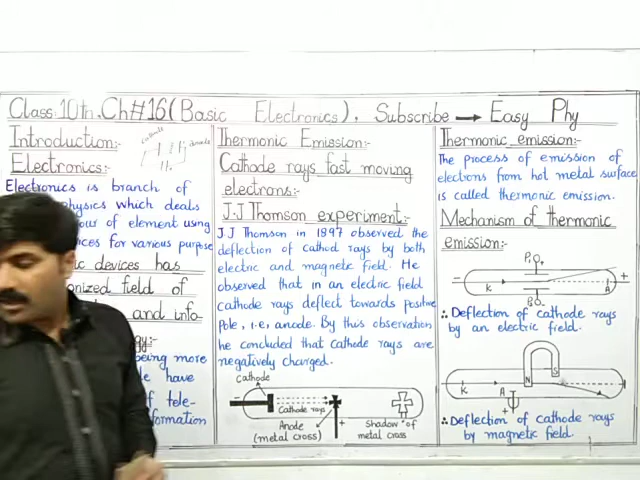 Class.10th.Ch#16(Basic Electronics), Subscribe → Easy Phy
Introduction:
Electronics:
Cathode
Electronics is branch of
physics which deals
of element using
for various purpose
devices has
field of
and info-
being more
have
of tele-
formation
Thermonic Emission:-
Cathode rays fast moving
electrons:
J.J Thomson experiment:-
J.J Thomson in 1897 observed the
deflection of cathod rays by both
electric and magnetic field. He
observed that in an electric field
cathode rays deflect towards positive
Pole, i.e, anode. By this observation
he concluded that cathode rays are
negatively charged.
Cathode
Cathode rays
Anode
(metal cross)
+
Shadow of
metal cross
Thermonic emission:-
The process of emission of
electrons from hot metal surface
is called thermonic emission.
Mechanism of thermonic
emission:-
− K A +
∴ Deflection of cathode rays
by an electric field.
N S
K A
+
∴ Deflection of cathode rays
by magnetic field.